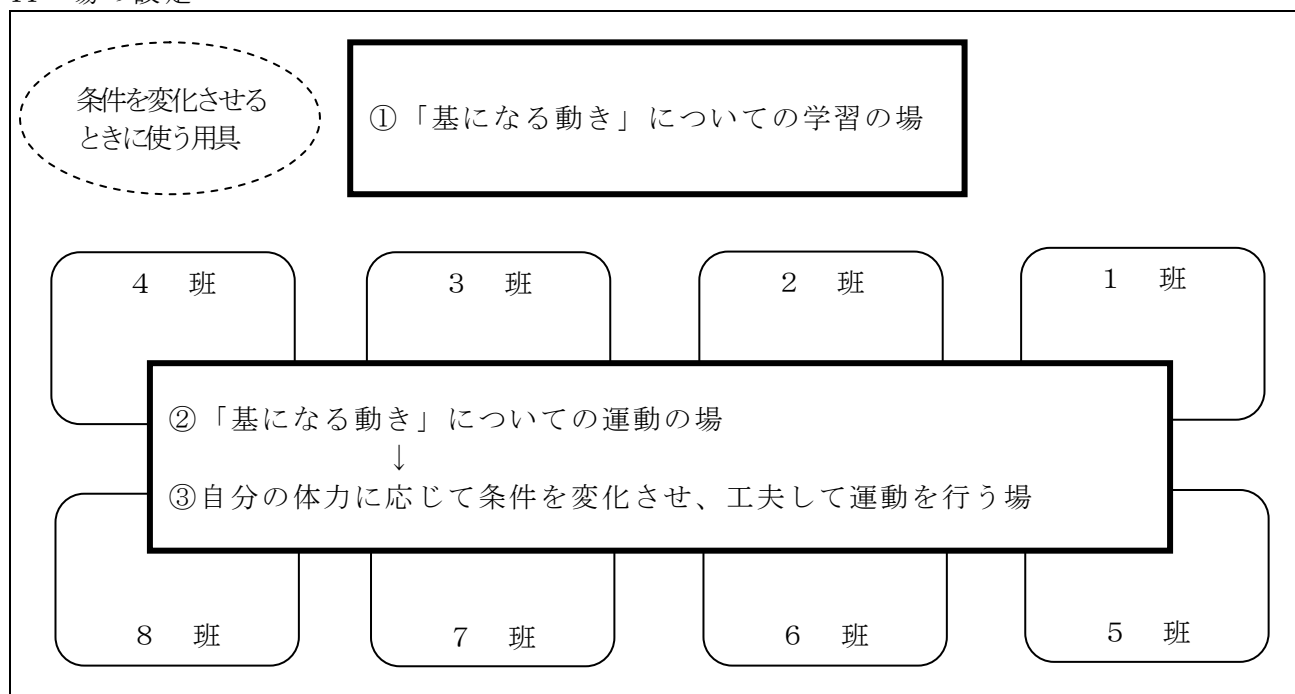 条件を変化させる
ときに使う用具
①「基になる動き」についての学習の場
４　班
３　班
２　班
１　班
②「基になる動き」についての運動の場
↓
③自分の体力に応じて条件を変化させ、工夫して運動を行う場
８　班
７　班
６　班
５　班